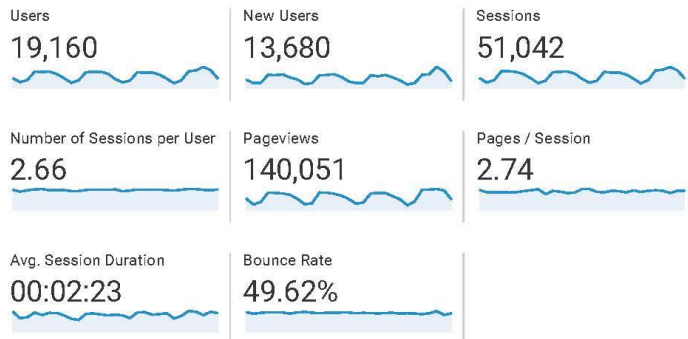 Users
19,160
New Users
13,680
Sessions
51,042
Number of Sessions per User
2.66
Pageviews
140,051
Pages / Session
2.74
Avg. Session Duration
00:02:23
Bounce Rate
49.62%